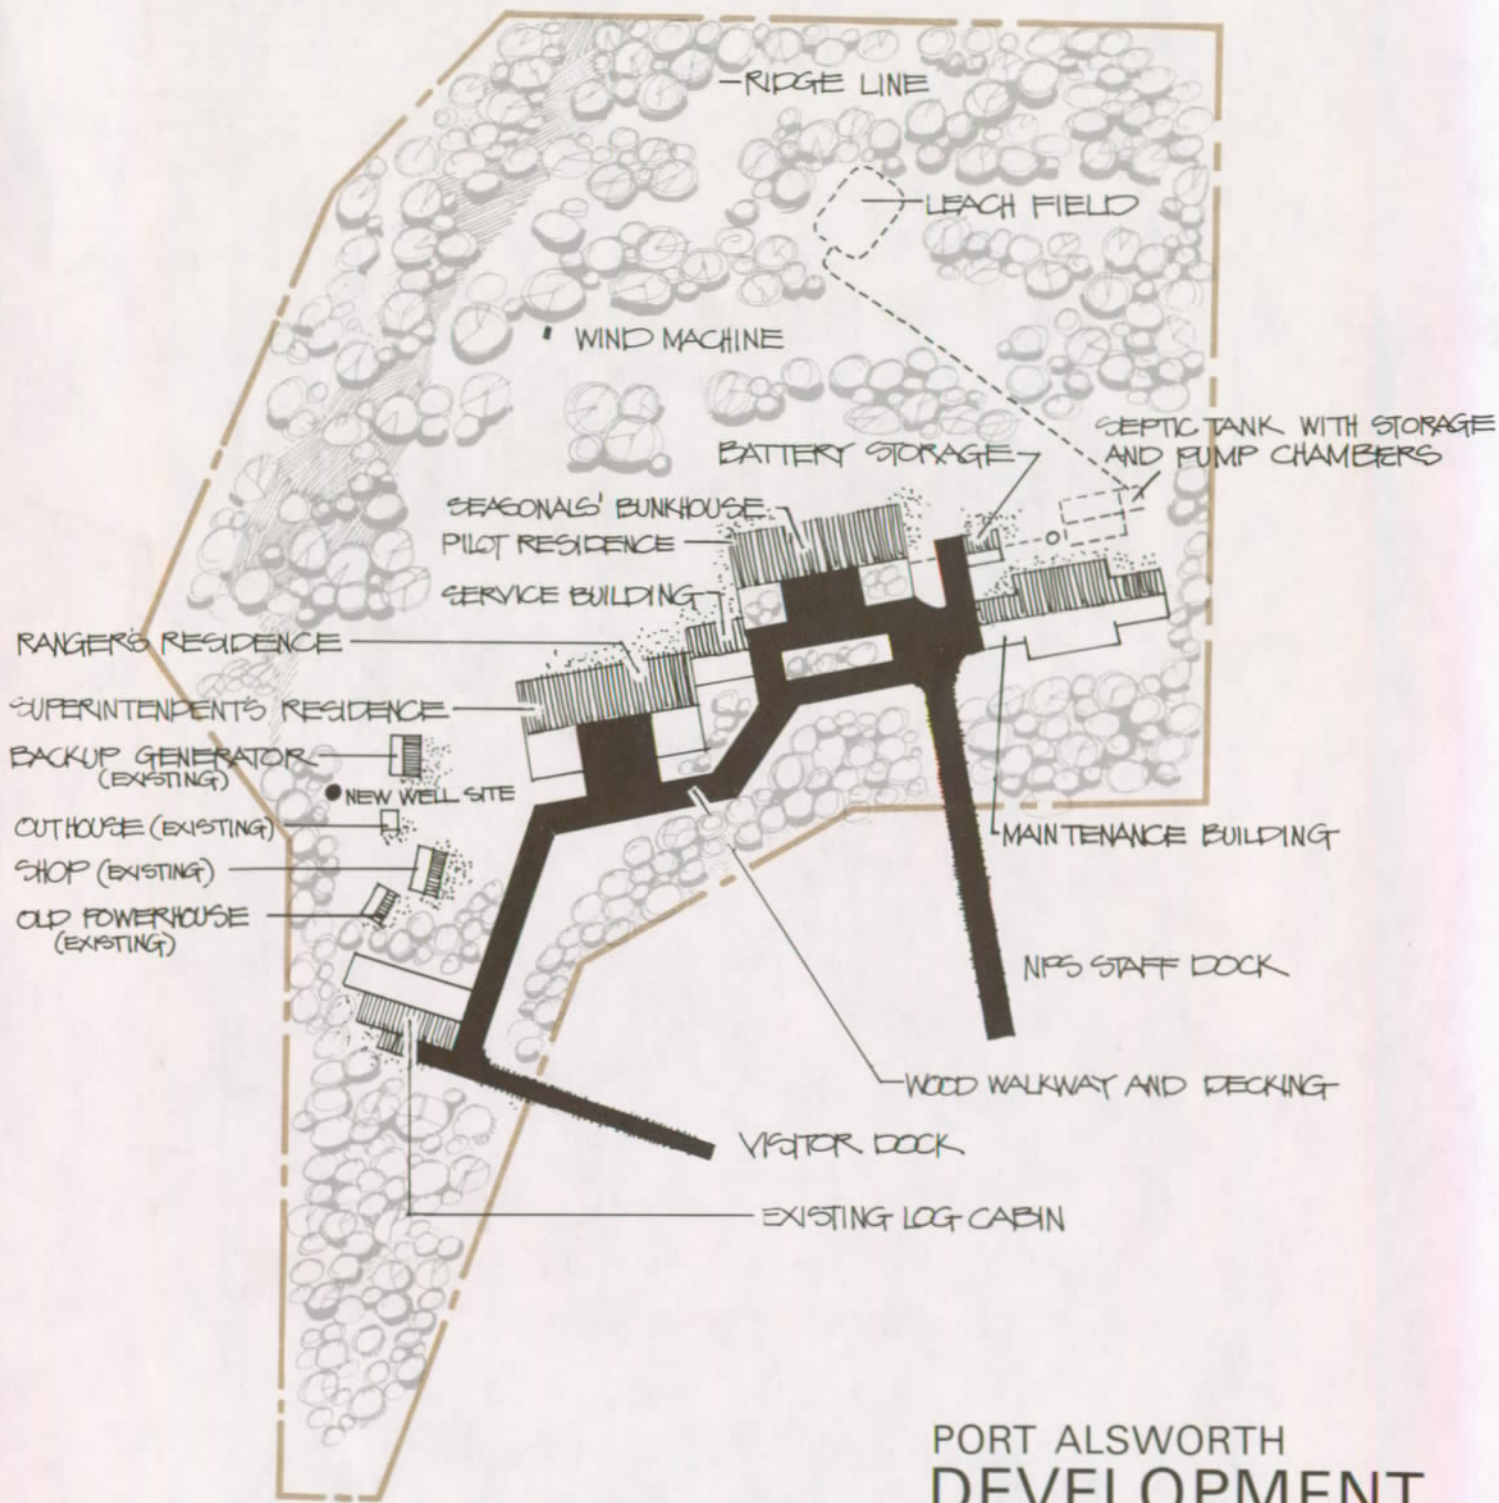 RIDGE LINE
LEACH FIELD
WIND MACHINE
SEPTIC TANK WITH STORAGE
AND PUMP CHAMBERS
BATTERY STORAGE
SEASONALS' BUNKHOUSE
PILOT RESIDENCE
SERVICE BUILDING
RANGER'S RESIDENCE
SUPERINTENDENT'S RESIDENCE
BACKUP GENERATOR
(EXISTING)
NEW WELL SITE
OUTHOUSE (EXISTING)
SHOP (EXISTING)
OLD POWERHOUSE
(EXISTING)
MAINTENANCE BUILDING
NPS STAFF DOCK
WOOD WALKWAY AND DECKING
VISITOR DOCK
EXISTING LOG CABIN
PORT ALSWORTH
DEVELOPMENT